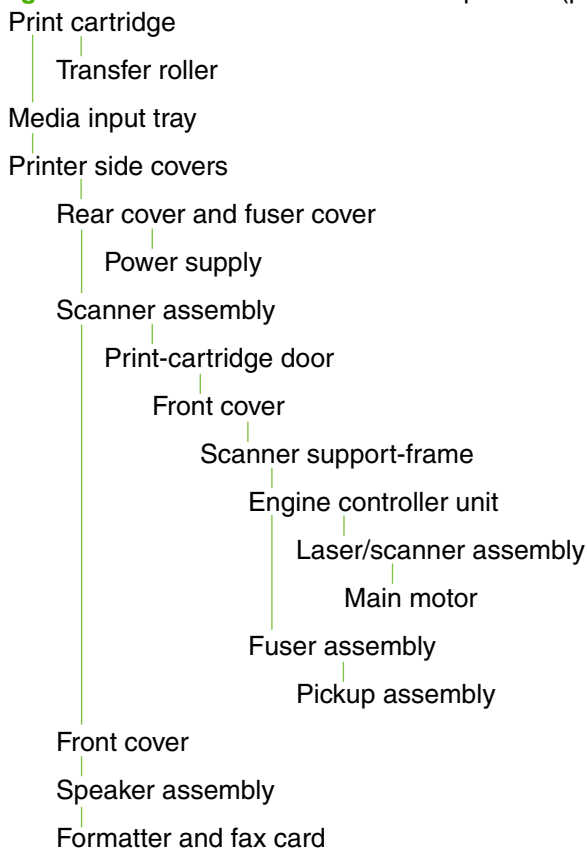 Print cartridge
Transfer roller
Media input tray
Printer side covers
Rear cover and fuser cover
Power supply
Scanner assembly
Print-cartridge door
Front cover
Scanner support-frame
Engine controller unit
Laser/scanner assembly
Main motor
Fuser assembly
Pickup assembly
Front cover
Speaker assembly
Formatter and fax card